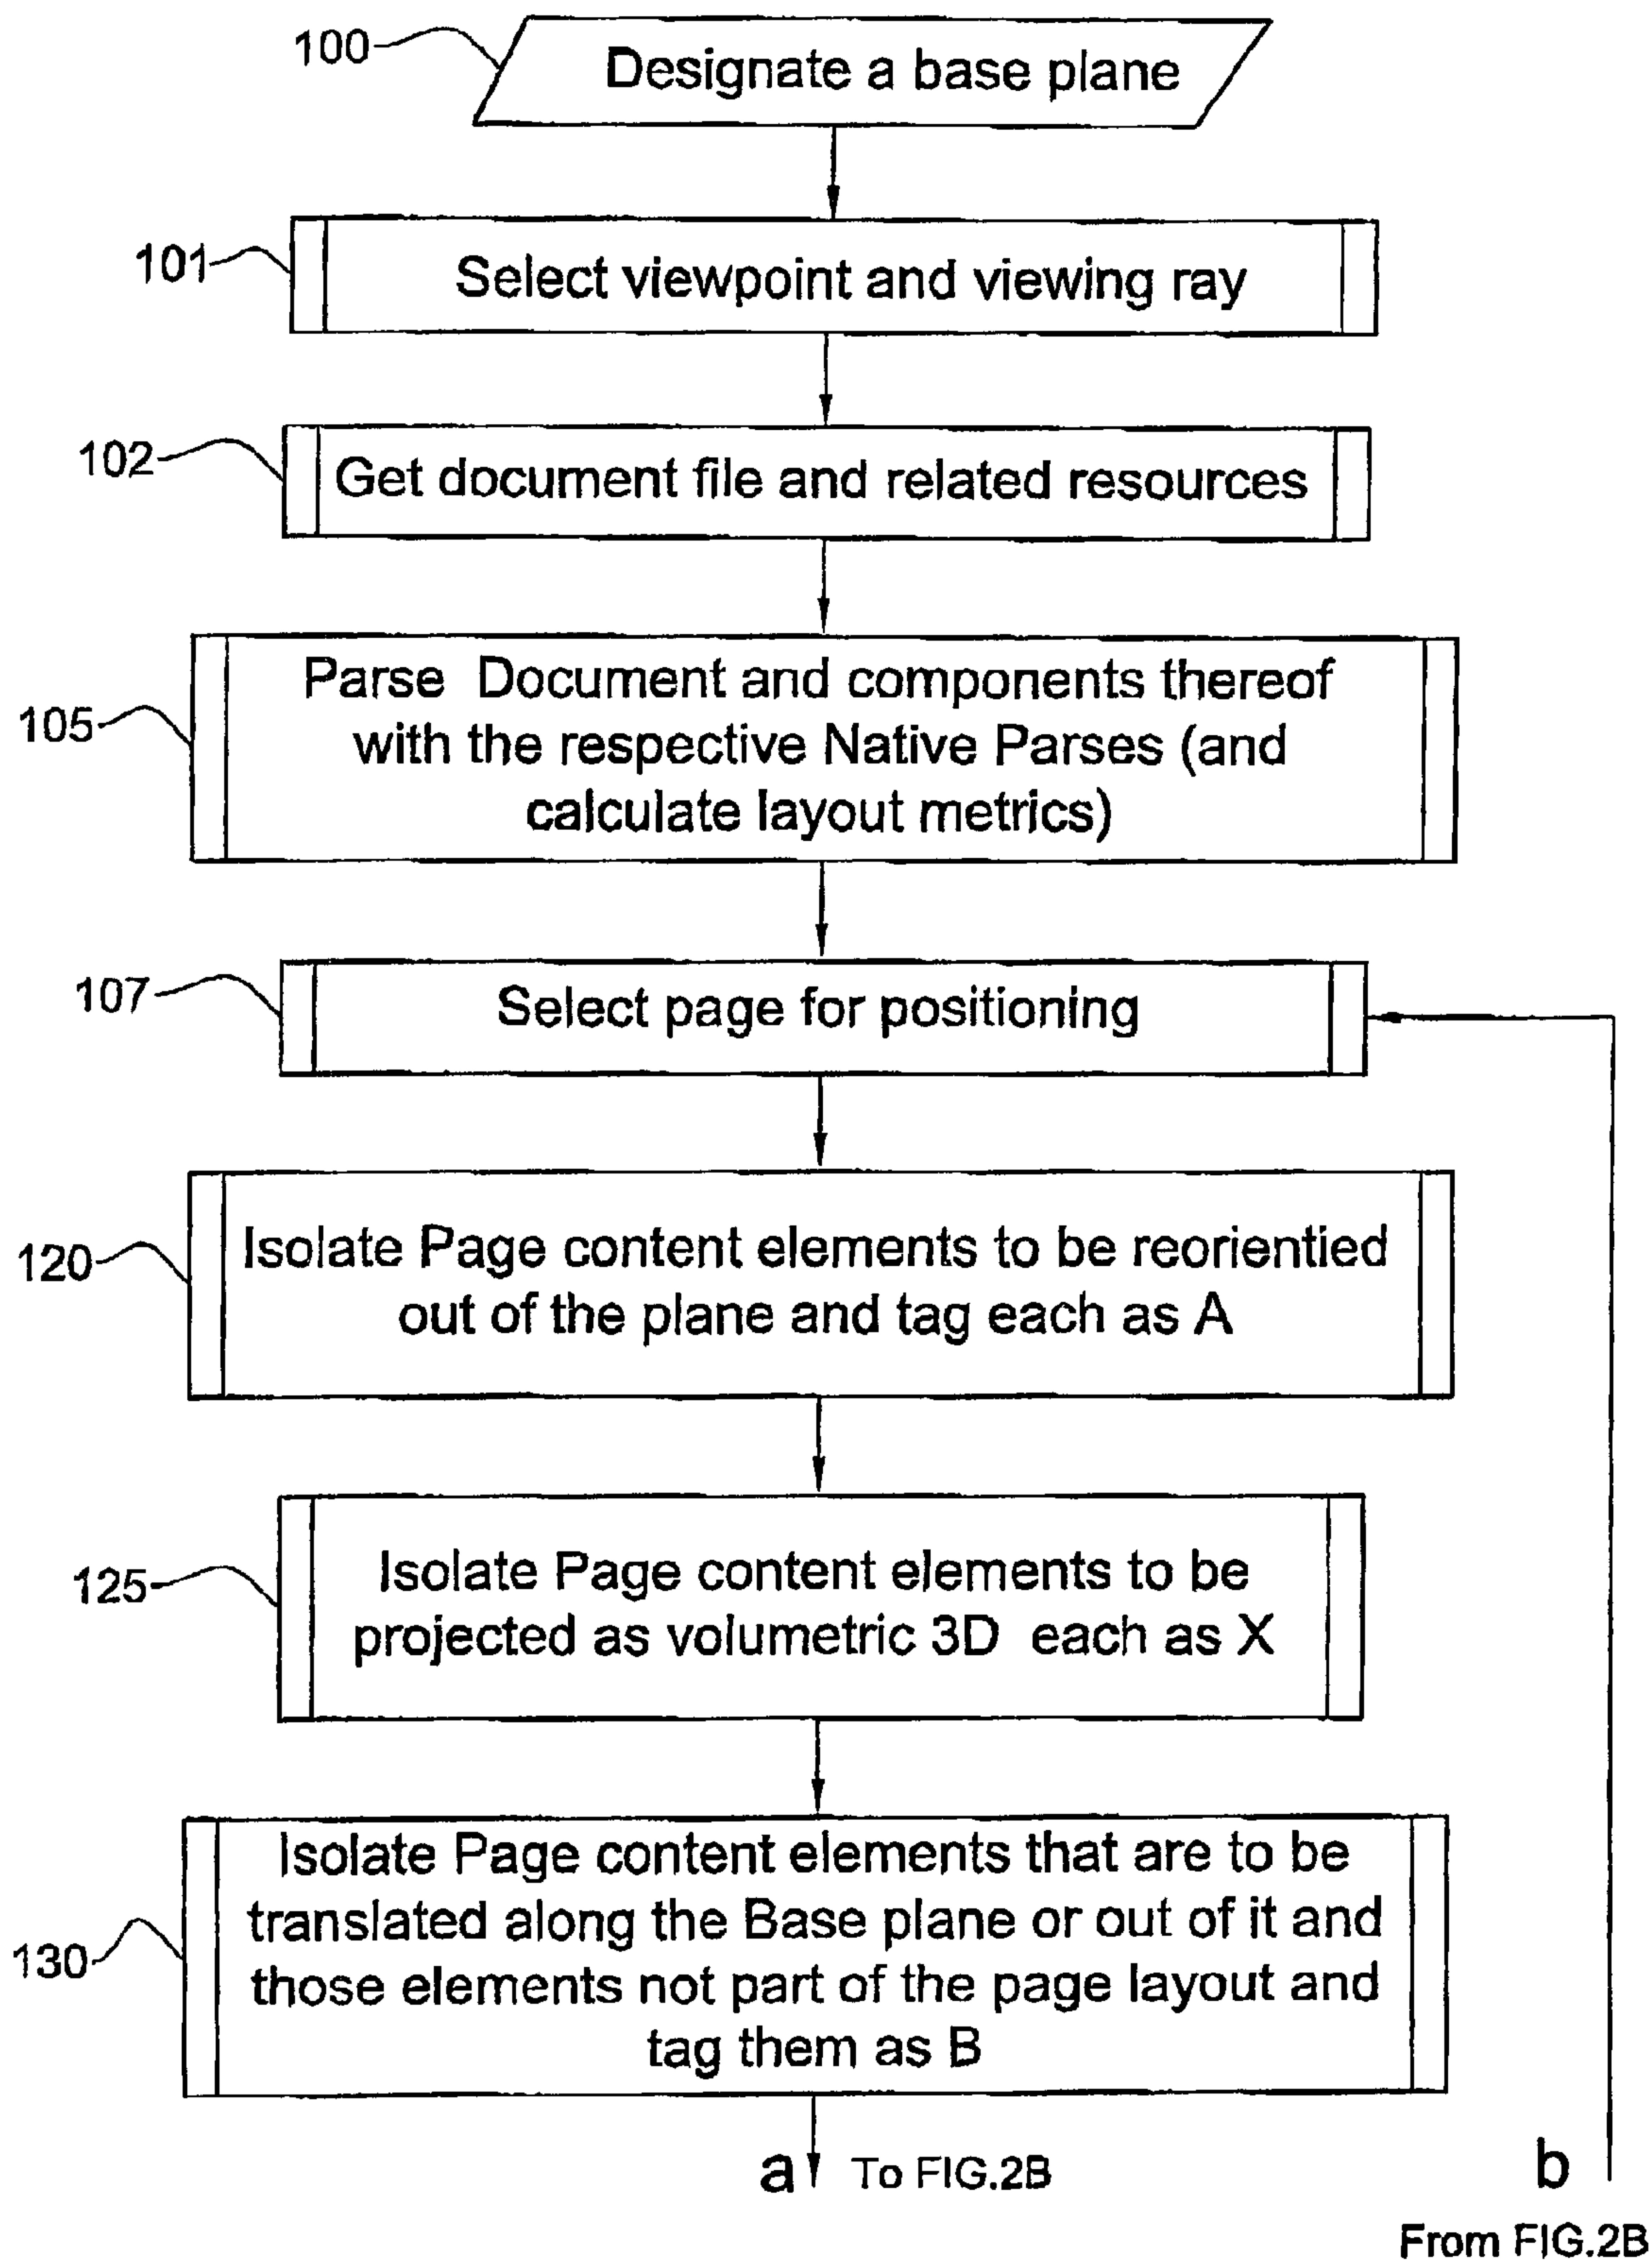 100
Designate a base plane
101
Select viewpoint and viewing ray
102
Get document file and related resources
105
Parse Document and components thereof
with the respective Native Parses (and
calculate layout metrics)
107
Select page for positioning
120
Isolate Page content elements to be reorientied
out of the plane and tag each as A
125
Isolate Page content elements to be
projected as volumetric 3D each as X
130
Isolate Page content elements that are to be
translated along the Base plane or out of it and
those elements not part of the page layout and
tag them as B
a To FIG.2B
b
From FIG.2B